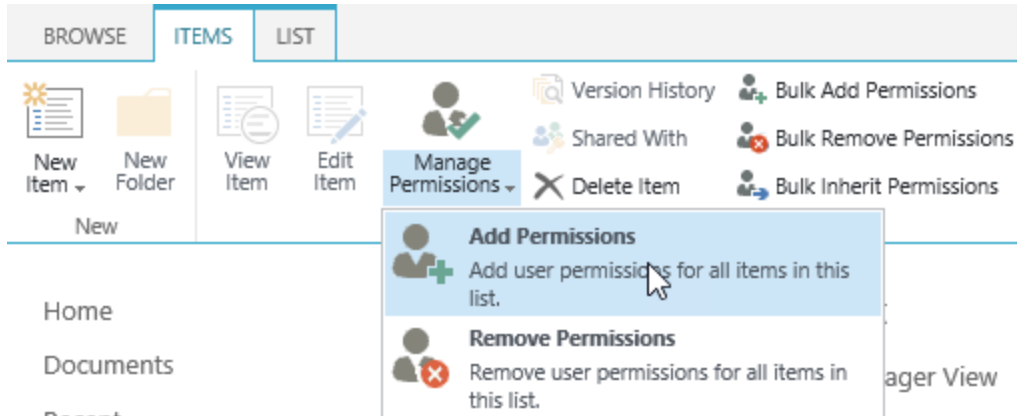 BROWSE ITEMS LIST
New Item
New Folder
View Item
Edit Item
Manage Permissions
Version History
Shared With
Delete Item
Bulk Add Permissions
Bulk Remove Permissions
Bulk Inherit Permissions
New
Add Permissions
Add user permissions for all items in this
list.
Remove Permissions
Remove user permissions for all items in
this list.
Home
Documents
ager View